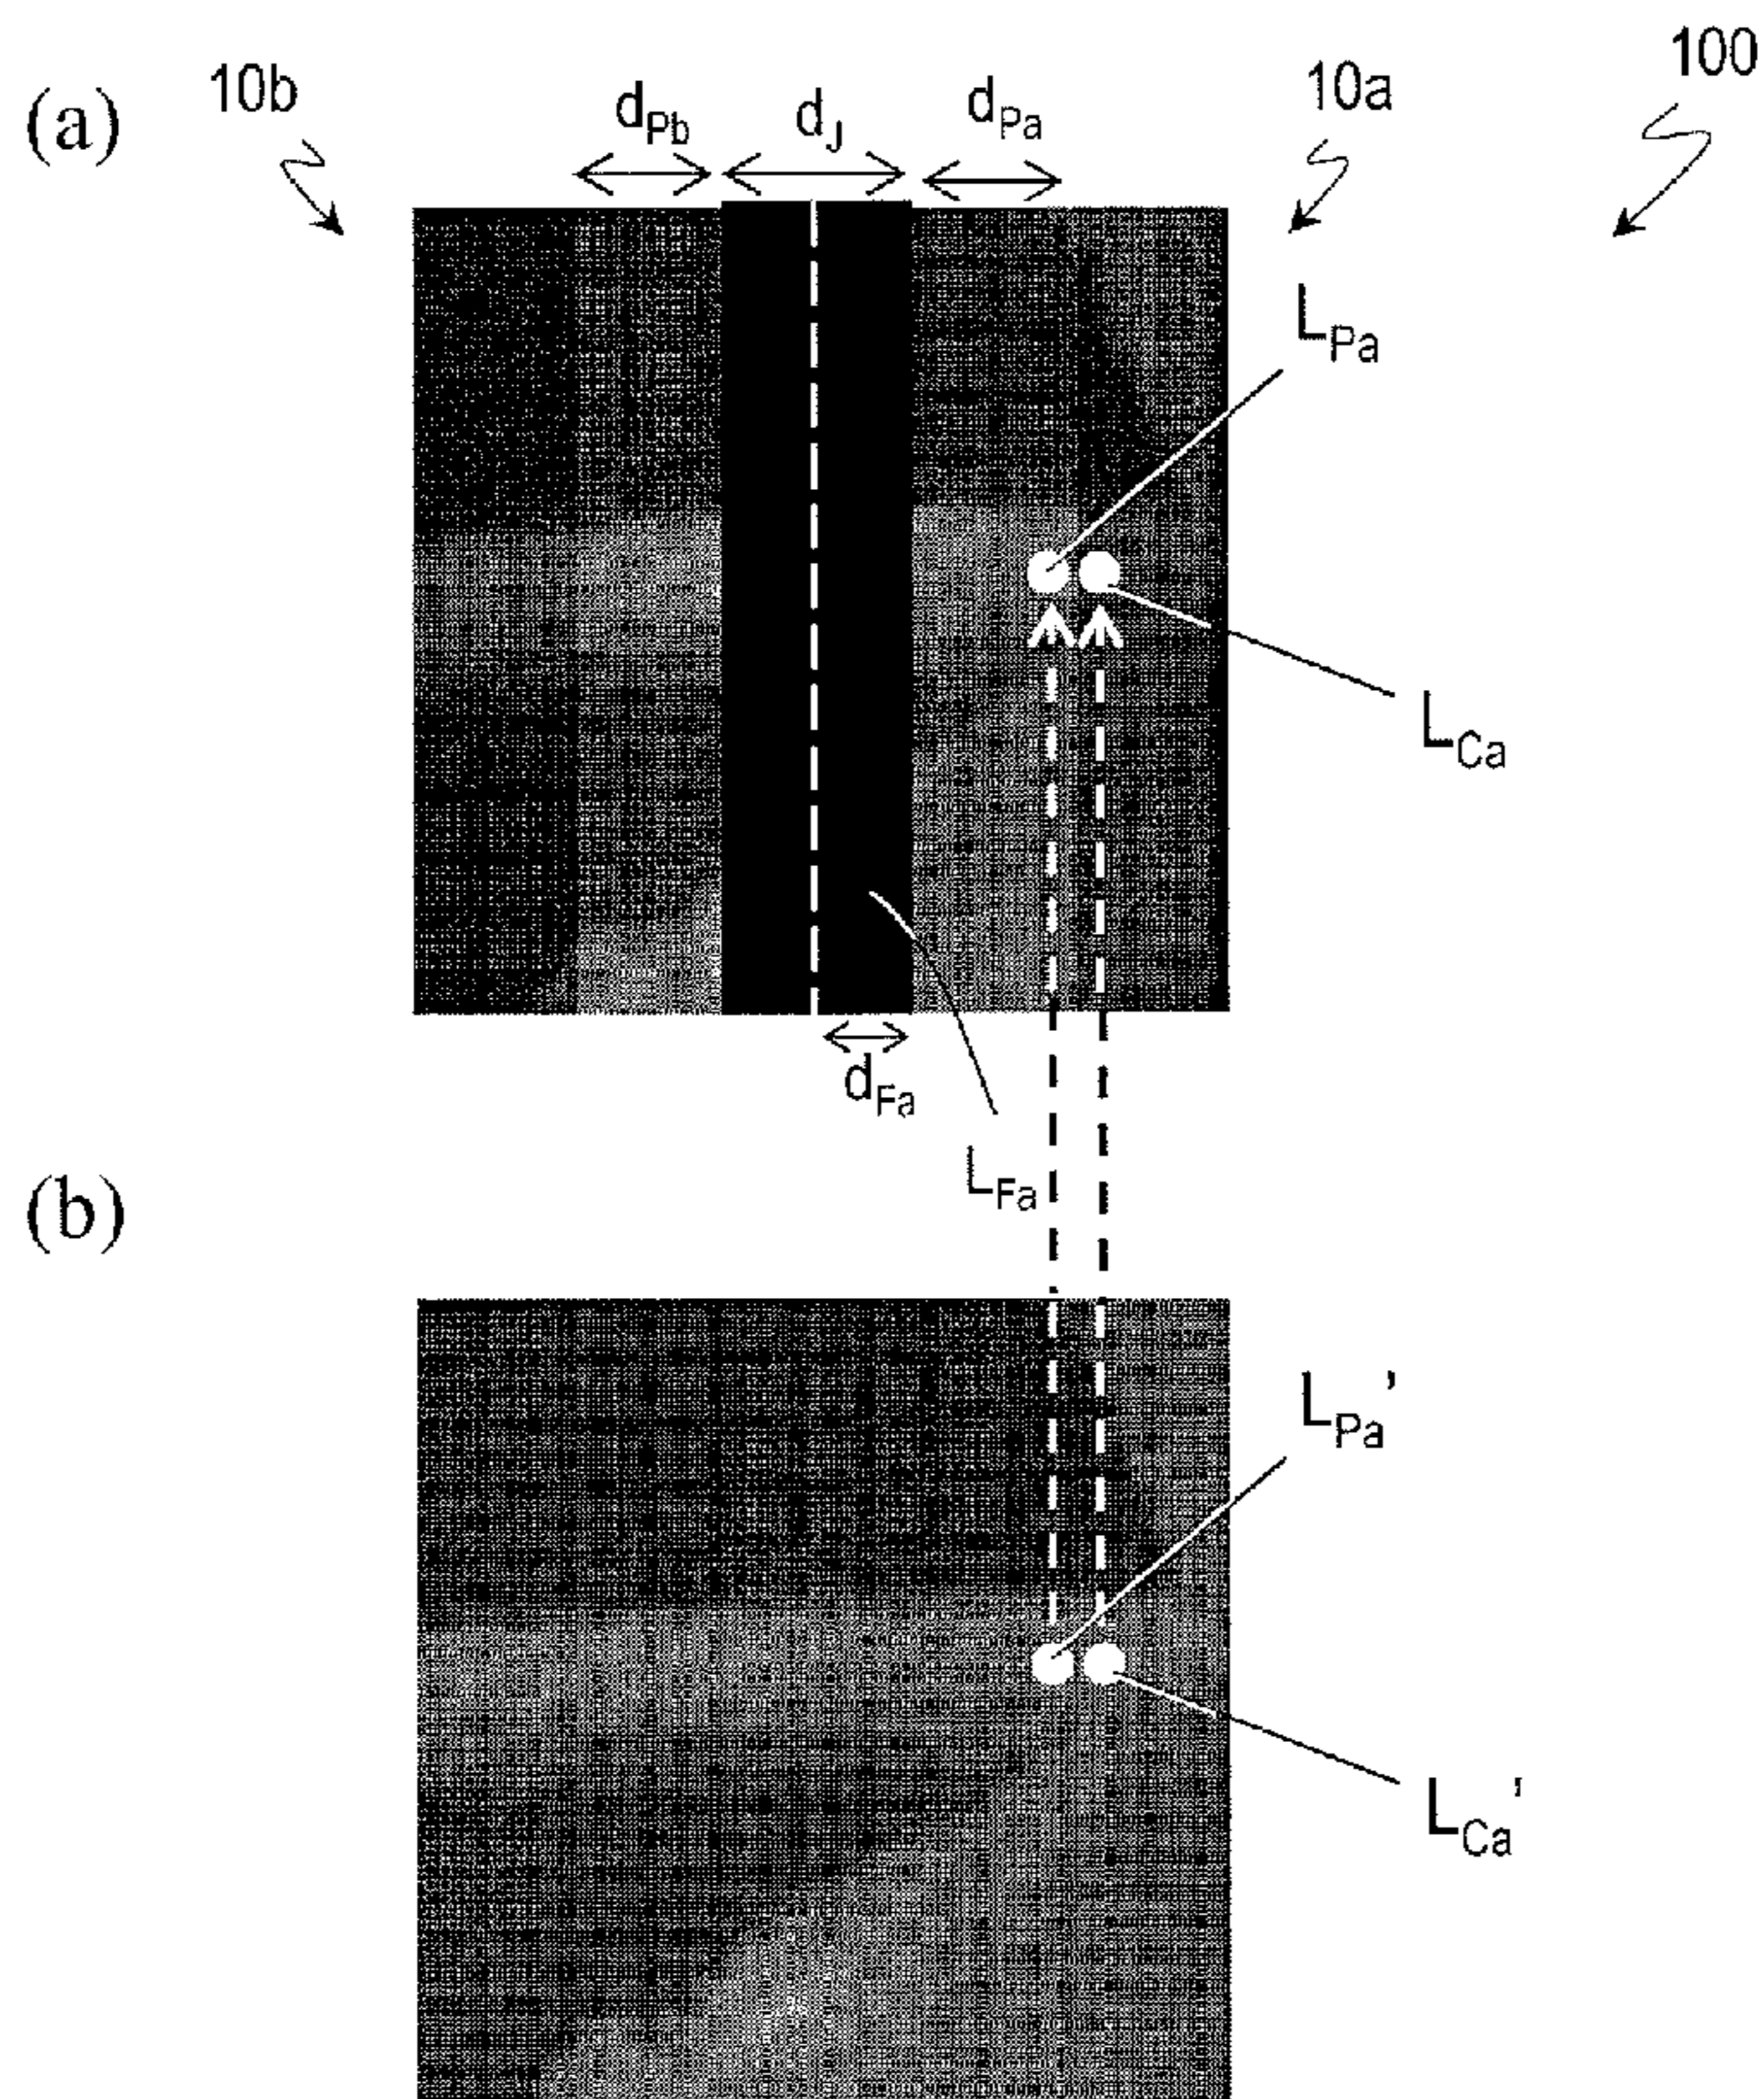 (a)
10b
d_Pb
d_J
d_Pa
10a
100
L_Pa
L_Ca
d_Fa
L_Fa
(b)
L_Pa'
L_Ca'